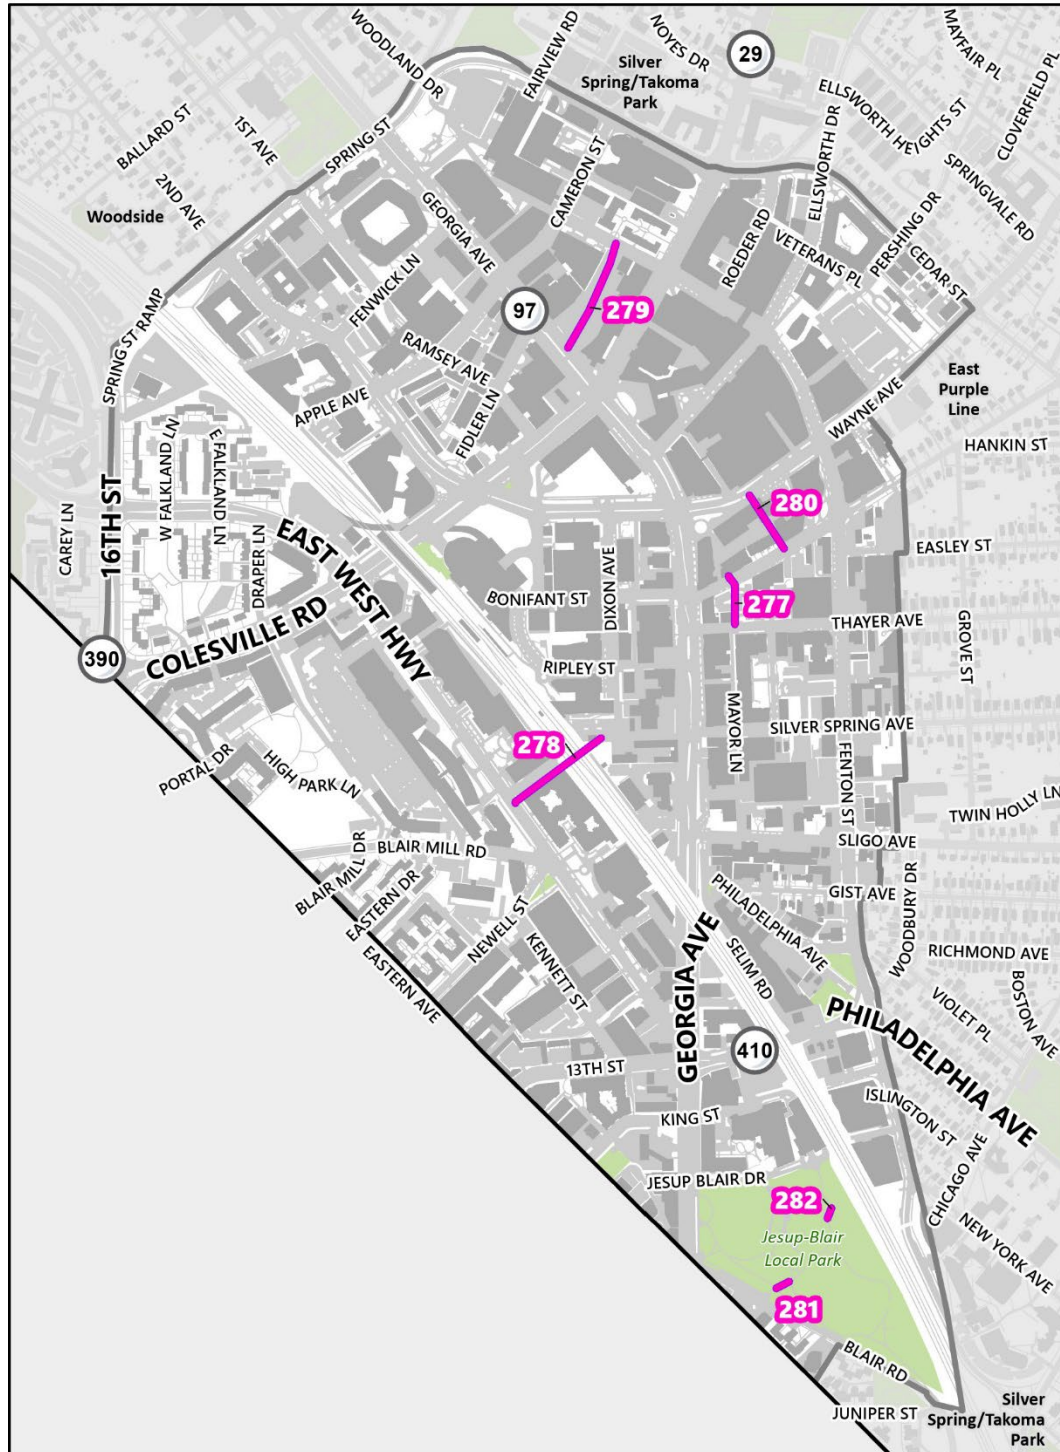 WOODLAND DR
FAIRVIEW RD
NOYES DR
29
MAYFAIR PL
Silver
Spring/Takoma
Park
ELLSWORTH HEIGHTS ST
CLOVERFIELD PL
BALLARD ST
1ST AVE
SPRING ST
ELLSWORTH DR
SPRINGVALE RD
2ND AVE
Woodside
GEORGIA AVE
CAMERON ST
ROEDER RD
VETERANS PL
PERSHING DR
CEDAR ST
SPRING ST RAMP
FENWICK LN
97
279
RAMSEY AVE
APPLE AVE
FIDLER LN
East
Purple
Line
WAYNE AVE
HANKIN ST
W FALKLAND LN
E FALKLAND LN
16TH ST
CAREY LN
DRAPER LN
EAST WEST HWY
280
EASLEY ST
BONIFANT ST
DIXON AVE
277
THAYER AVE
GROVE ST
390
COLESVILLE RD
RIPLEY ST
MAYOR LN
SILVER SPRING AVE
278
PORTAL DR
HIGH PARK LN
FENTON ST
TWIN HOLLY LN
BLAIR MILL RD
SLIGO AVE
BLAIR MILL DR
EASTERN DR
GIST AVE
WOODBURY DR
PHILADELPHIA AVE
NEWELL ST
EASTERN AVE
KENNETT ST
GEORGIA AVE
SELIM RD
RICHMOND AVE
BOSTON AVE
VIOLET PL
PHILADELPHIA AVE
410
13TH ST
KING ST
ISLINGTON ST
CHICAGO AVE
JESUP BLAIR DR
282
NEW YORK AVE
Jesup-Blair
Local Park
281
BLAIR RD
JUNIPER ST
Silver
Spring/Takoma
Park